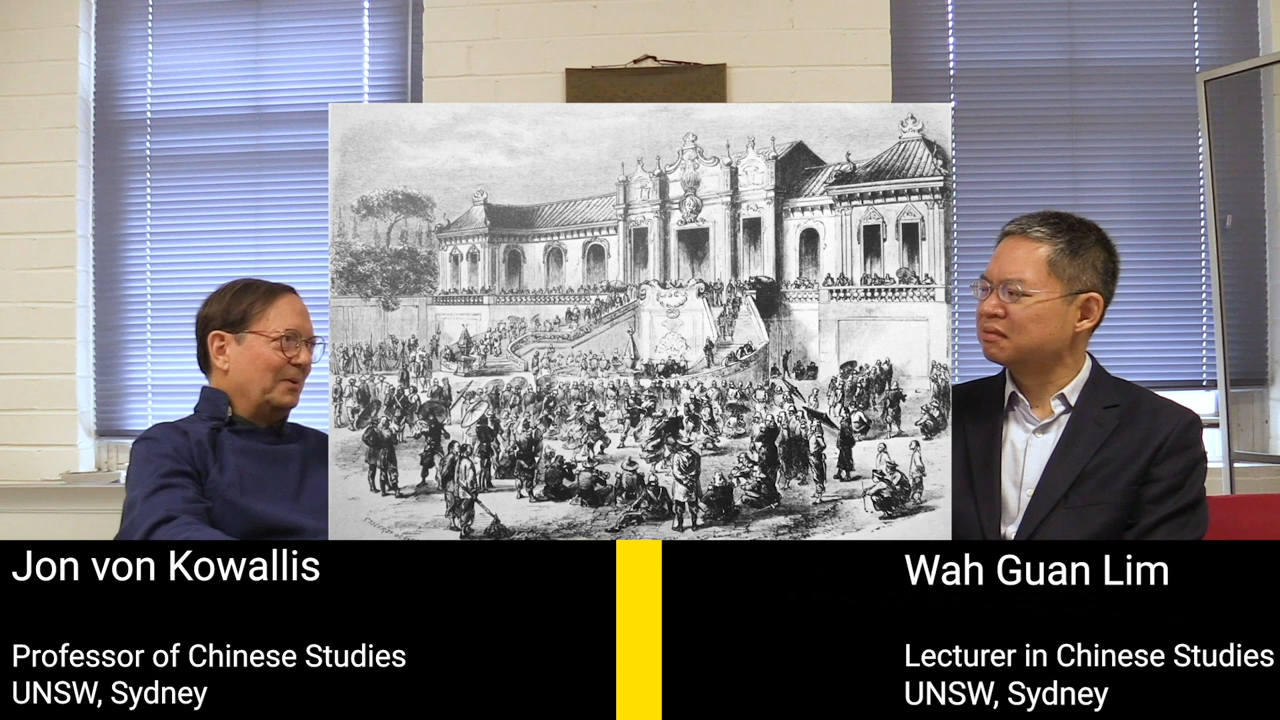 Jon von Kowallis
Professor of Chinese Studies
UNSW, Sydney
Wah Guan Lim
Lecturer in Chinese Studies
UNSW, Sydney